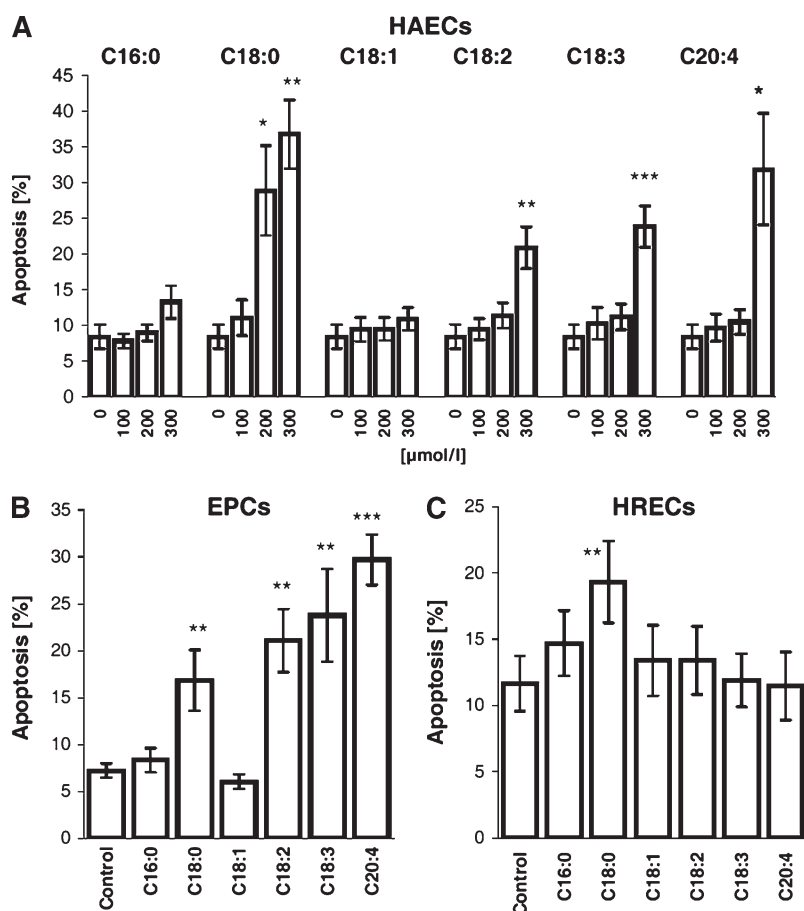 A
HAECs
C16:0 C18:0 C18:1 C18:2 C18:3 C20:4
Apoptosis [%]
45
40
35
30
25
20
15
10
5
0
* ** ** *** *
0 100 200 300 0 100 200 300 0 100 200 300 0 100 200 300 0 100 200 300 0 100 200 300
[µmol/l]
B
EPCs
Apoptosis [%]
35
30
25
20
15
10
5
0
** ** ** ***
Control C16:0 C18:0 C18:1 C18:2 C18:3 C20:4
C
HRECs
Apoptosis [%]
25
20
15
10
5
0
**
Control C16:0 C18:0 C18:1 C18:2 C18:3 C20:4